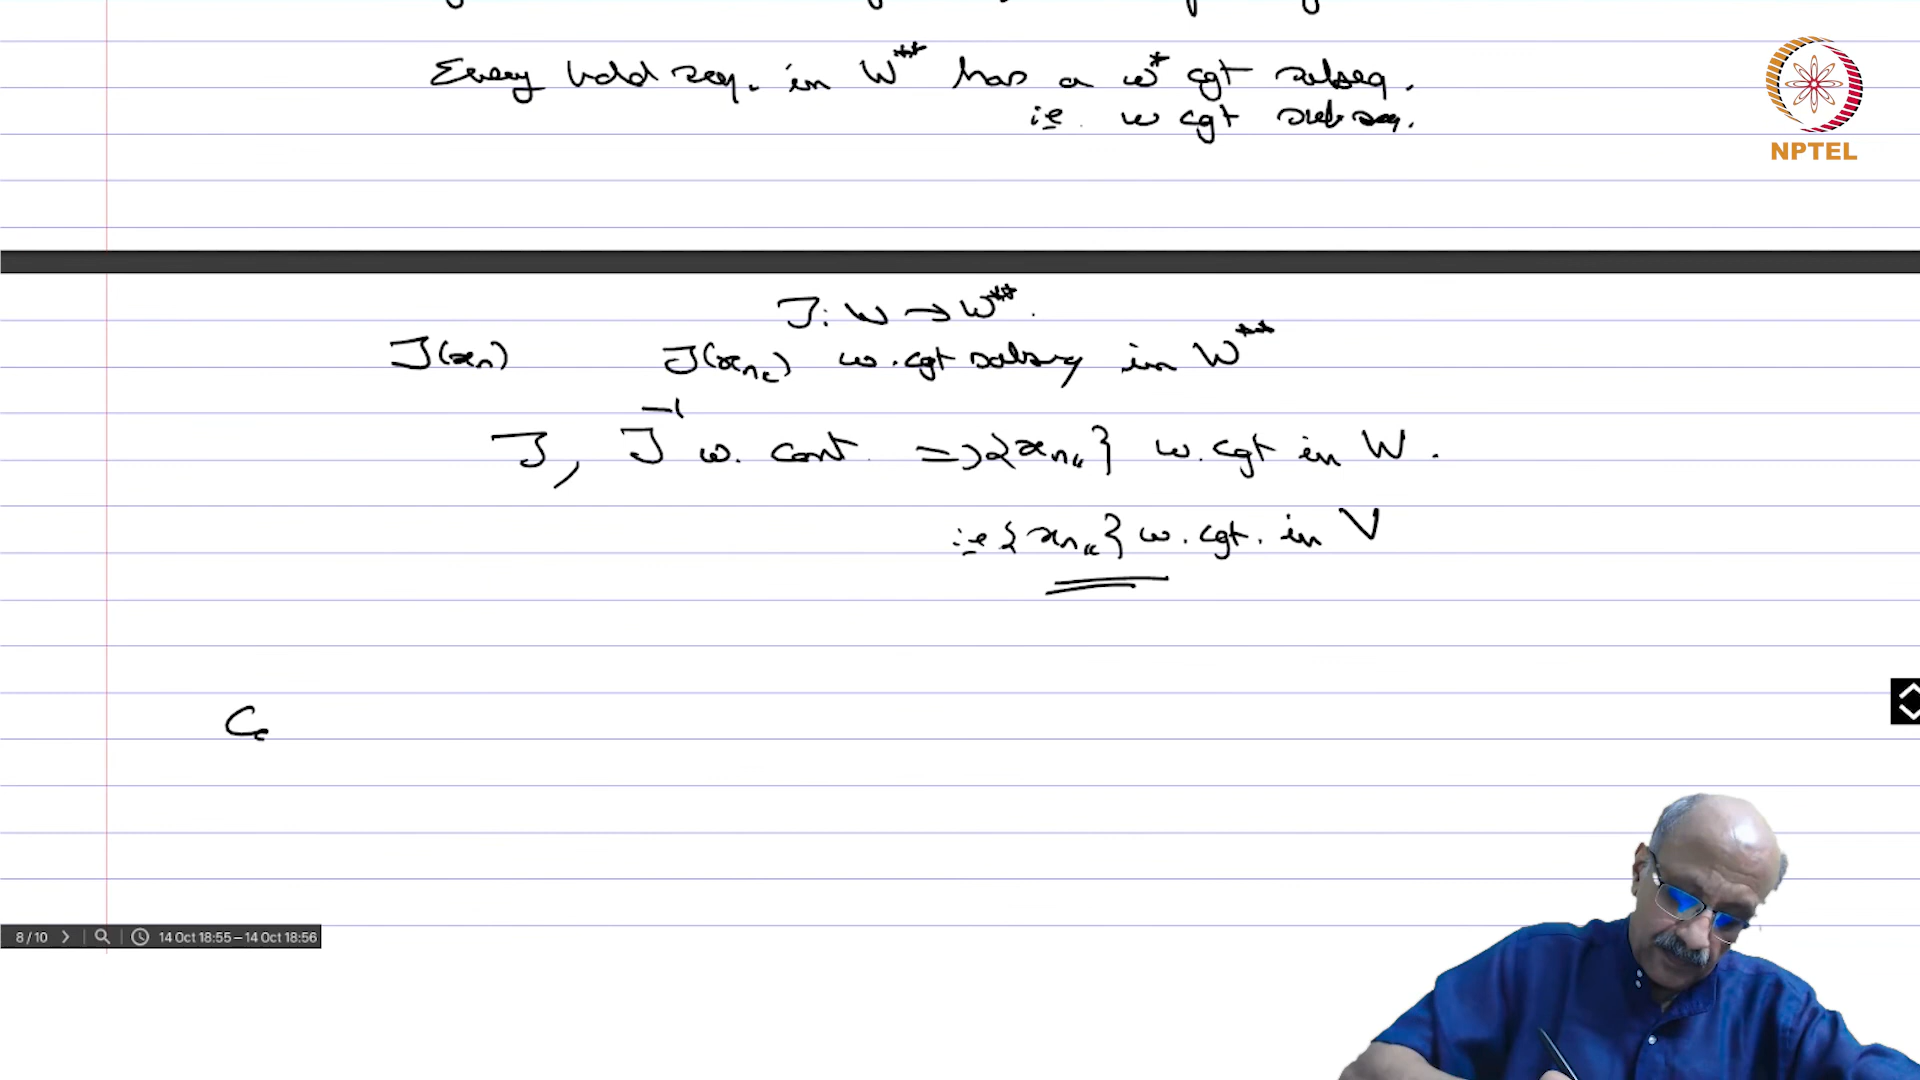 Every bdd seq. in W** has a w* cgt subseq.
i.e. w cgt subseq.
NPTEL
J: W → W**.
J(xₙ) J(xₙₖ) w. cgt subseq in W**
J, J⁻¹ w. cont. ⇒ {xₙₖ} w. cgt in W.
i.e {xₙₖ} w. cgt. in V
8/10 > 14 Oct 18:55 – 14 Oct 18:56